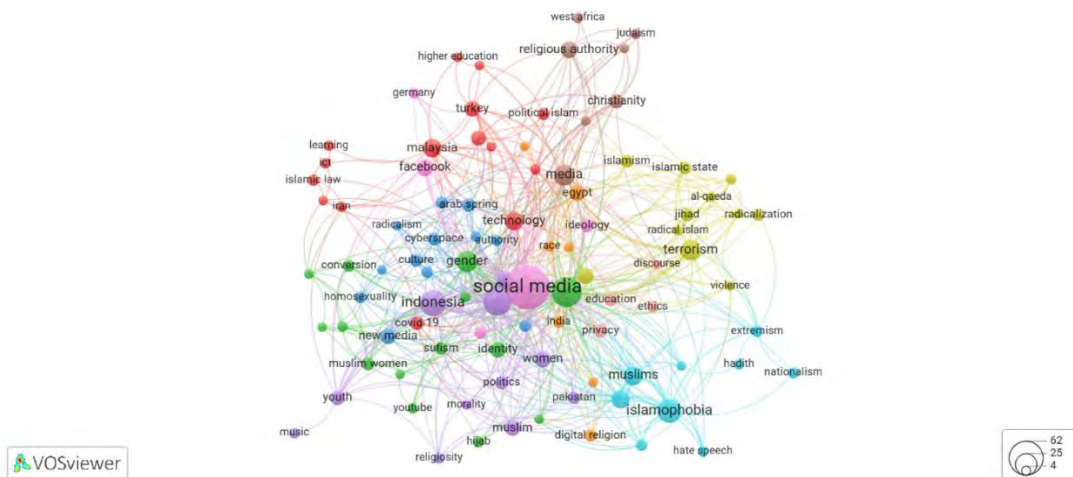 west africa
judaism
religious authority
higher education
germany
christianity
turkey
political islam
learning
malaysia
ict
facebook
islamism
islamic state
islamic law
media
al-qaeda
egypt
iran
arab spring
jihad
radicalization
technology
ideology
radicalism
radical islam
cyberspace
authority
race
terrorism
gender
culture
discourse
conversion
social media
violence
homosexuality
indonesia
education
ethics
covid 19
India
privacy
extremism
new media
sufism
identity
women
hadith
muslim women
muslims
nationalism
politics
youth
pakistan
youtube
morality
islamophobia
music
muslim
hijab
digital religion
religiosity
hate speech
VOSviewer
62
25
4